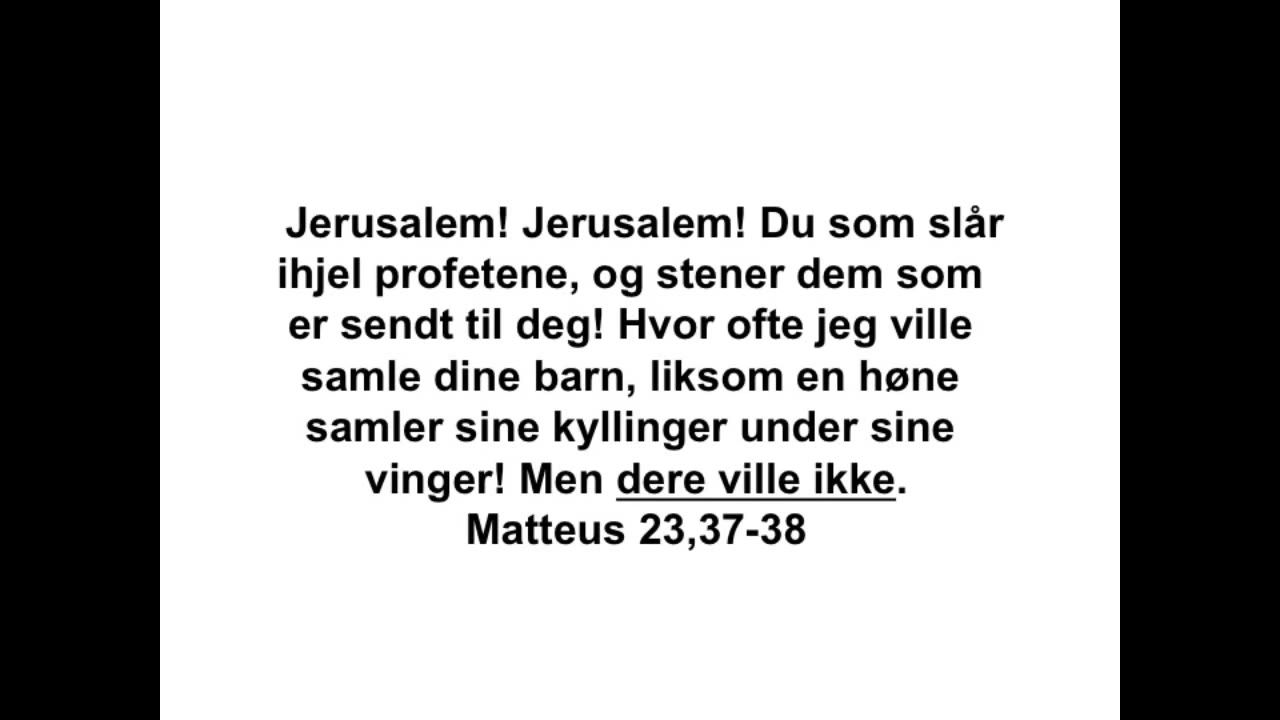 Jerusalem! Jerusalem! Du som slår
ihjel profetene, og stener dem som
er sendt til deg! Hvor ofte jeg ville
samle dine barn, liksom en høne
samler sine kyllinger under sine
vinger! Men dere ville ikke.
Matteus 23,37-38